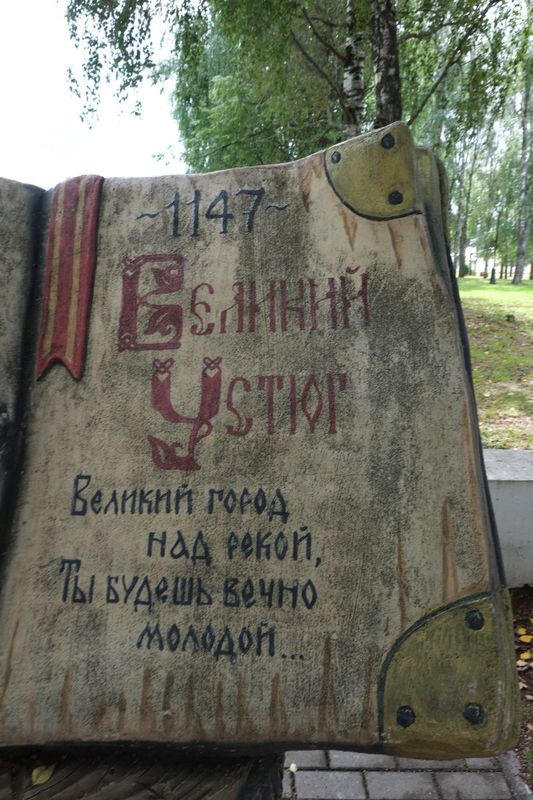 ~1147~
Великий
Устюг
Великий город
над рекой,
Ты будешь вечно
молодой...